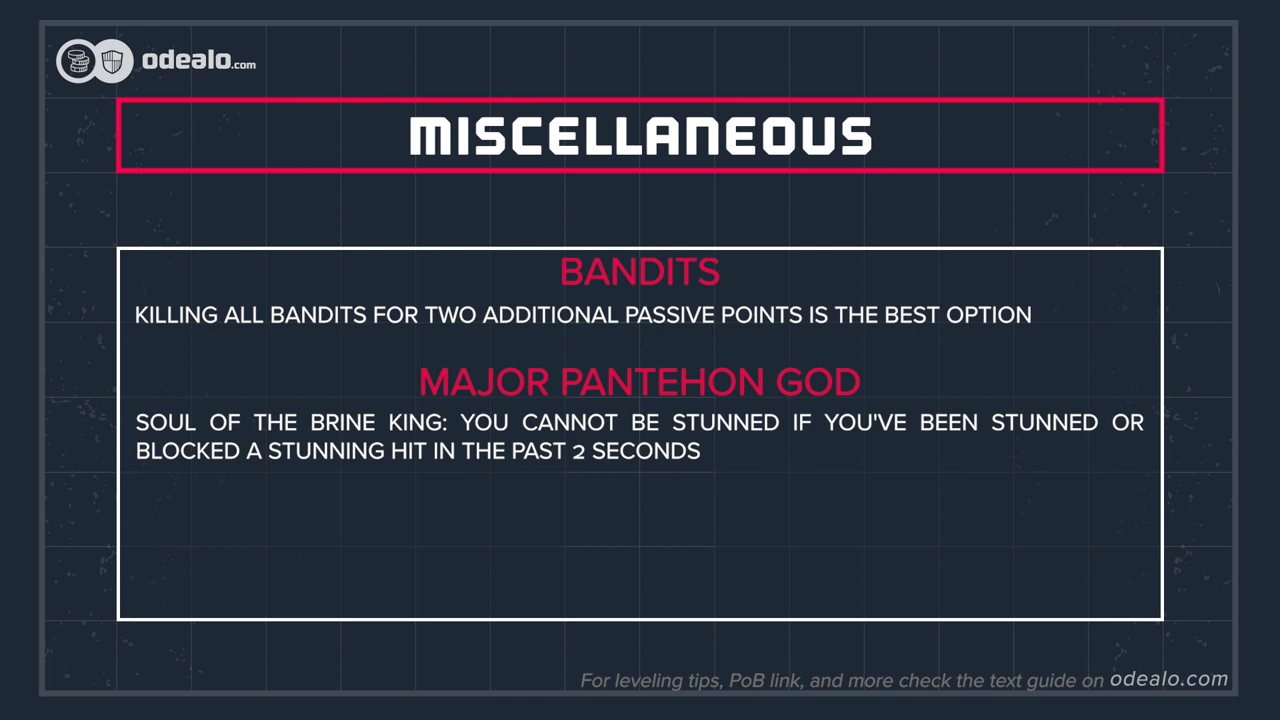 odealo.com
MISCELLANEOUS
BANDITS
KILLING ALL BANDITS FOR TWO ADDITIONAL PASSIVE POINTS IS THE BEST OPTION
MAJOR PANTEHON GOD
SOUL OF THE BRINE KING: YOU CANNOT BE STUNNED IF YOU'VE BEEN STUNNED OR
BLOCKED A STUNNING HIT IN THE PAST 2 SECONDS
For leveling tips, PoB link, and more check the text guide on odealo.com